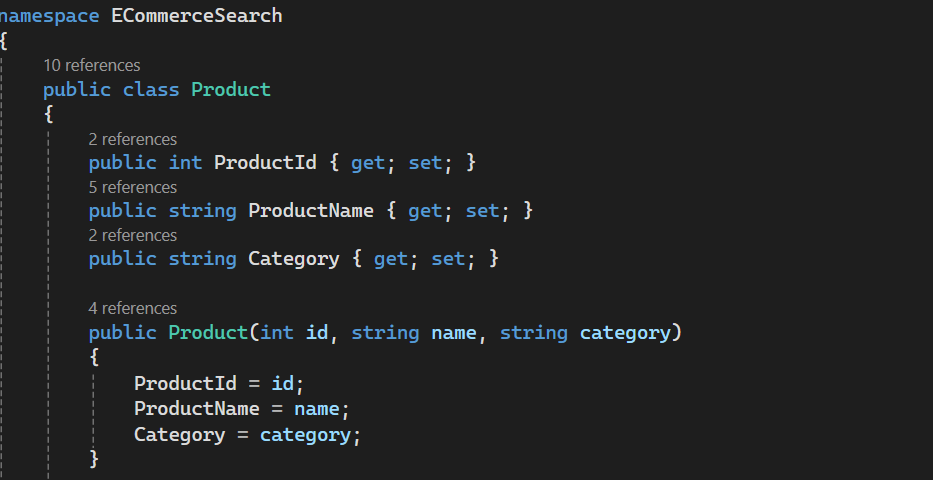 namespace ECommerceSearch
{
10 references
public class Product
{
2 references
public int ProductId { get; set; }
5 references
public string ProductName { get; set; }
2 references
public string Category { get; set; }
4 references
public Product(int id, string name, string category)
{
ProductId = id;
ProductName = name;
Category = category;
}